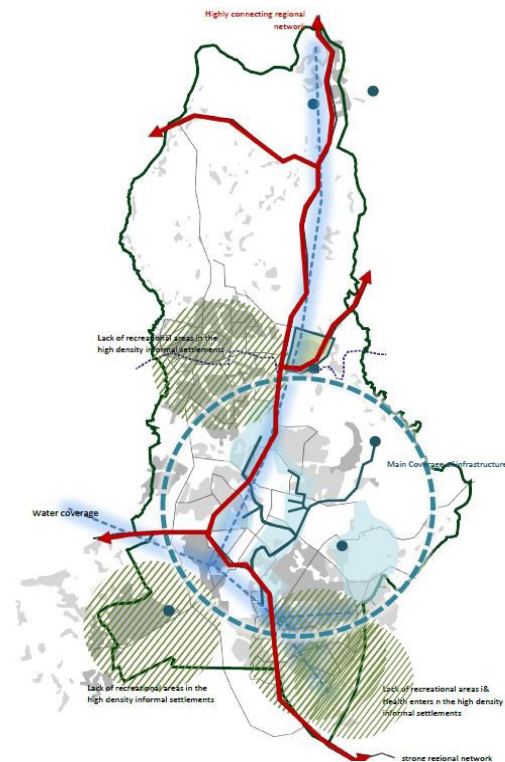 Highly connecting regional
network
Lack of recreational areas in the
high density informal settlements
Main Coverage of infrastructure
Water coverage
Lack of recreational areas in the
high density informal settlements
Lack of recreational areas i&
Health enters n the high density
informal settlements
strong regional network